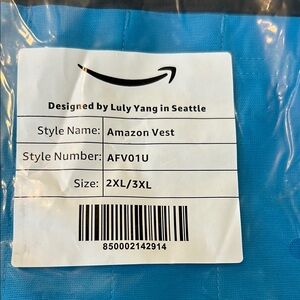 Designed by Luly Yang in Seattle
Style Name: Amazon Vest
Style Number: AFV01U
Size: 2XL/3XL
850002142914